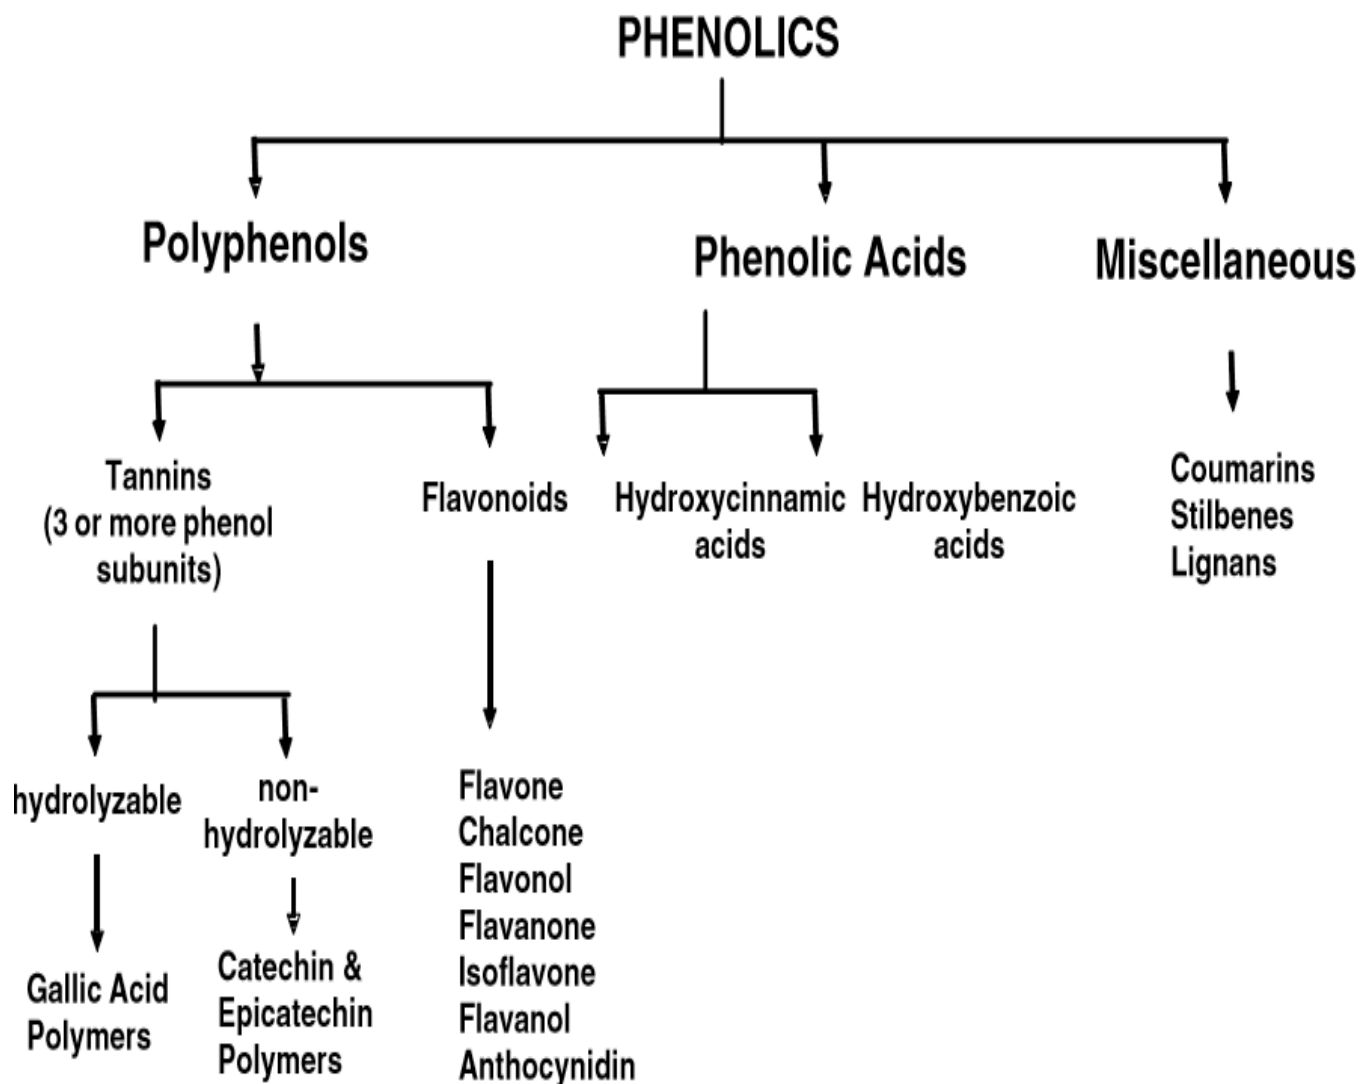 PHENOLICS
Polyphenols
Phenolic Acids
Miscellaneous
Tannins
(3 or more phenol
subunits)
Flavonoids
Hydroxycinnamic
acids
Hydroxybenzoic
acids
Coumarins
Stilbenes
Lignans
hydrolyzable
non-
hydrolyzable
Gallic Acid
Polymers
Catechin &
Epicatechin
Polymers
Flavone
Chalcone
Flavonol
Flavanone
Isoflavone
Flavanol
Anthocynidin